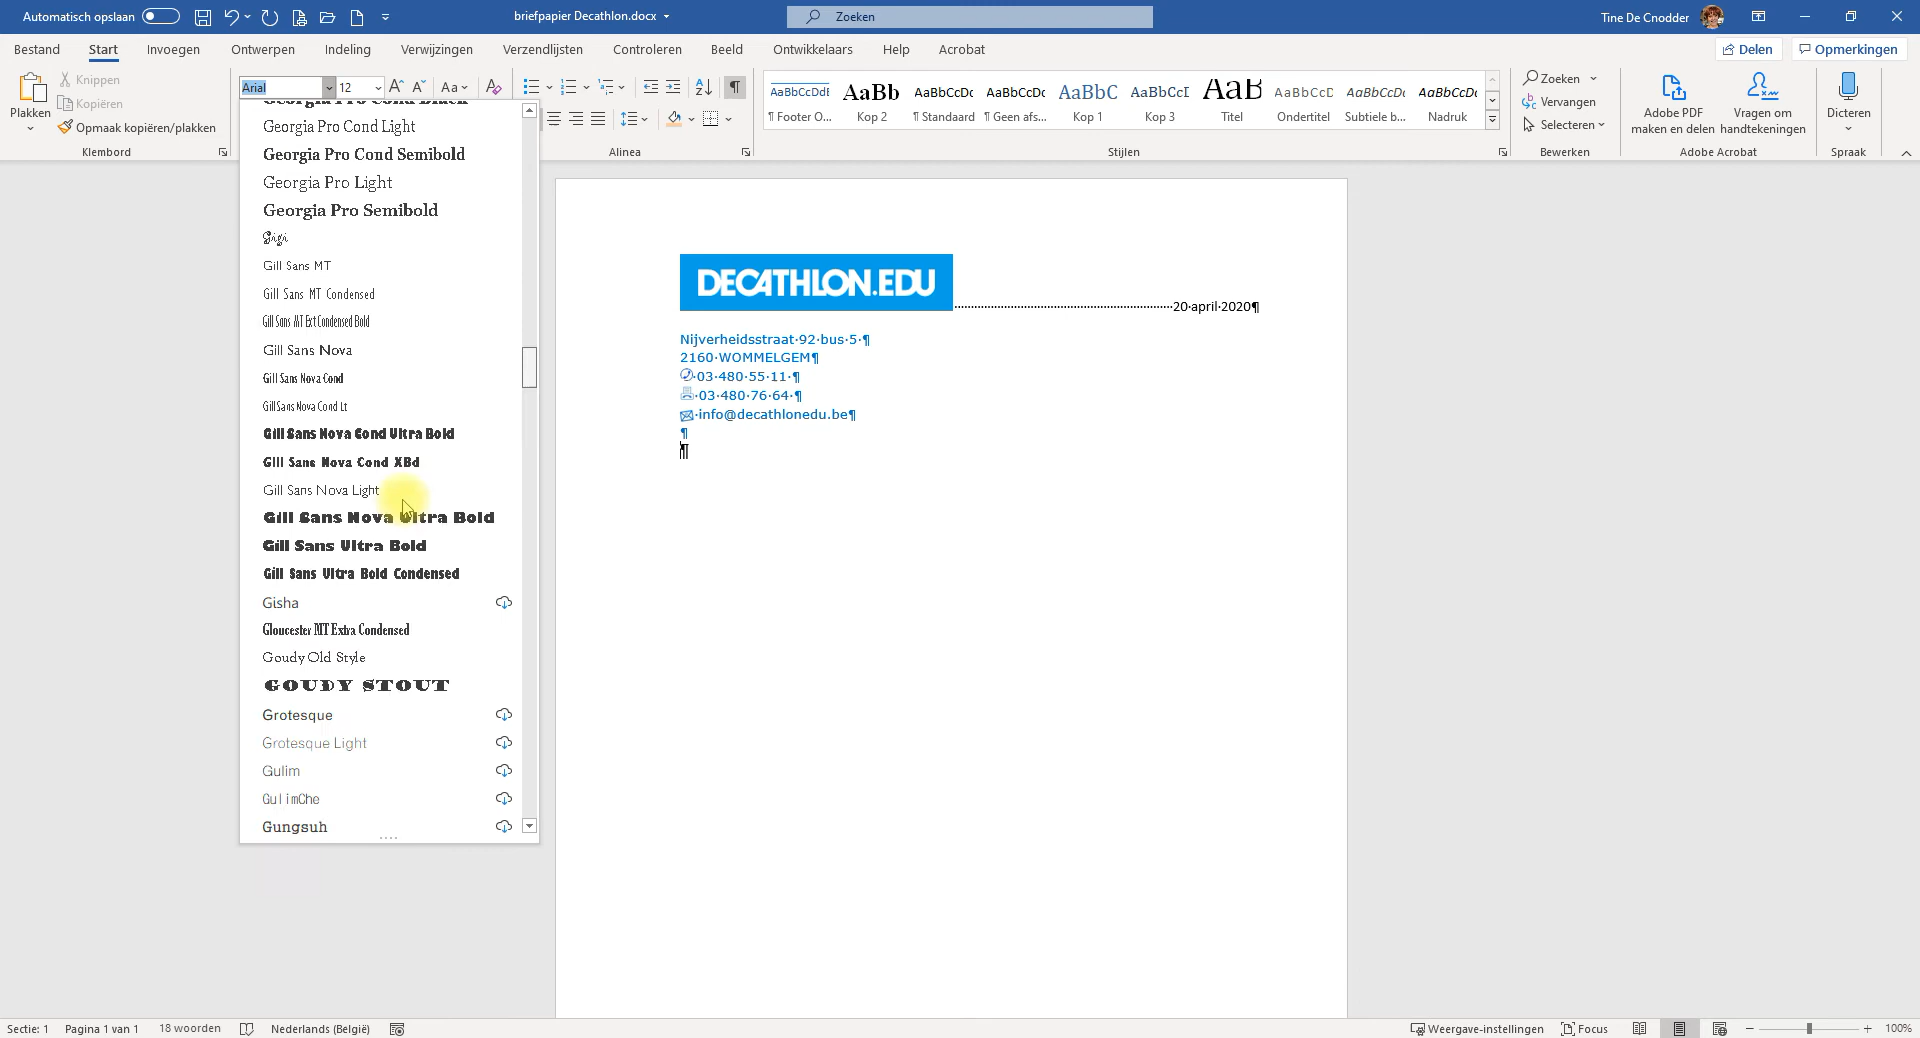 Automatisch opslaan
briefpapier Decathlon.docx
Zoeken
Tine De Cnodder
Bestand
Start
Invoegen
Ontwerpen
Indeling
Verwijzingen
Verzendlijsten
Controleren
Beeld
Ontwikkelaars
Help
Acrobat
Delen
Opmerkingen
Plakken
Knippen
Kopiëren
Opmaak kopiëren/plakken
Klembord
Arial
12
Aa
Alinea
AaBbCcDdE
AaBb
AaBbCcDc
AaBbCcDc
AaBbC
AaBbCcI
AaB
AaBbCcD
AaBbCcDc
AaBbCcDc
¶ Footer O...
Kop 2
¶ Standaard
¶ Geen afs...
Kop 1
Kop 3
Titel
Ondertitel
Subtiele b...
Nadruk
Stijlen
Zoeken
Vervangen
Selecteren
Bewerken
Adobe PDF
maken en delen
Vragen om
handtekeningen
Adobe Acrobat
Dicteren
Spraak
Georgia Pro Cond Black
Georgia Pro Cond Light
Georgia Pro Cond Semibold
Georgia Pro Light
Georgia Pro Semibold
Gigi
Gill Sans MT
Gill Sans MT Condensed
Gill Sans MT Ext Condensed Bold
Gill Sans Nova
Gill Sans Nova Cond
Gill Sans Nova Cond Lt
Gill Sans Nova Cond Ultra Bold
Gill Sans Nova Cond XBd
Gill Sans Nova Light
Gill Sans Nova Ultra Bold
Gill Sans Ultra Bold
Gill Sans Ultra Bold Condensed
Gisha
Gloucester MT Extra Condensed
Goudy Old Style
GOUDY STOUT
Grotesque
Grotesque Light
Gulim
GulimChe
Gungsuh
DECATHLON.EDU
20·april·2020¶
Nijverheidsstraat·92·bus·5·¶
2160·WOMMELGEM¶
·03·480·55·11·¶
·03·480·76·64·¶
·info@decathlonedu.be¶
¶
¶
Sectie: 1
Pagina 1 van 1
18 woorden
Nederlands (België)
Weergave-instellingen
Focus
100%